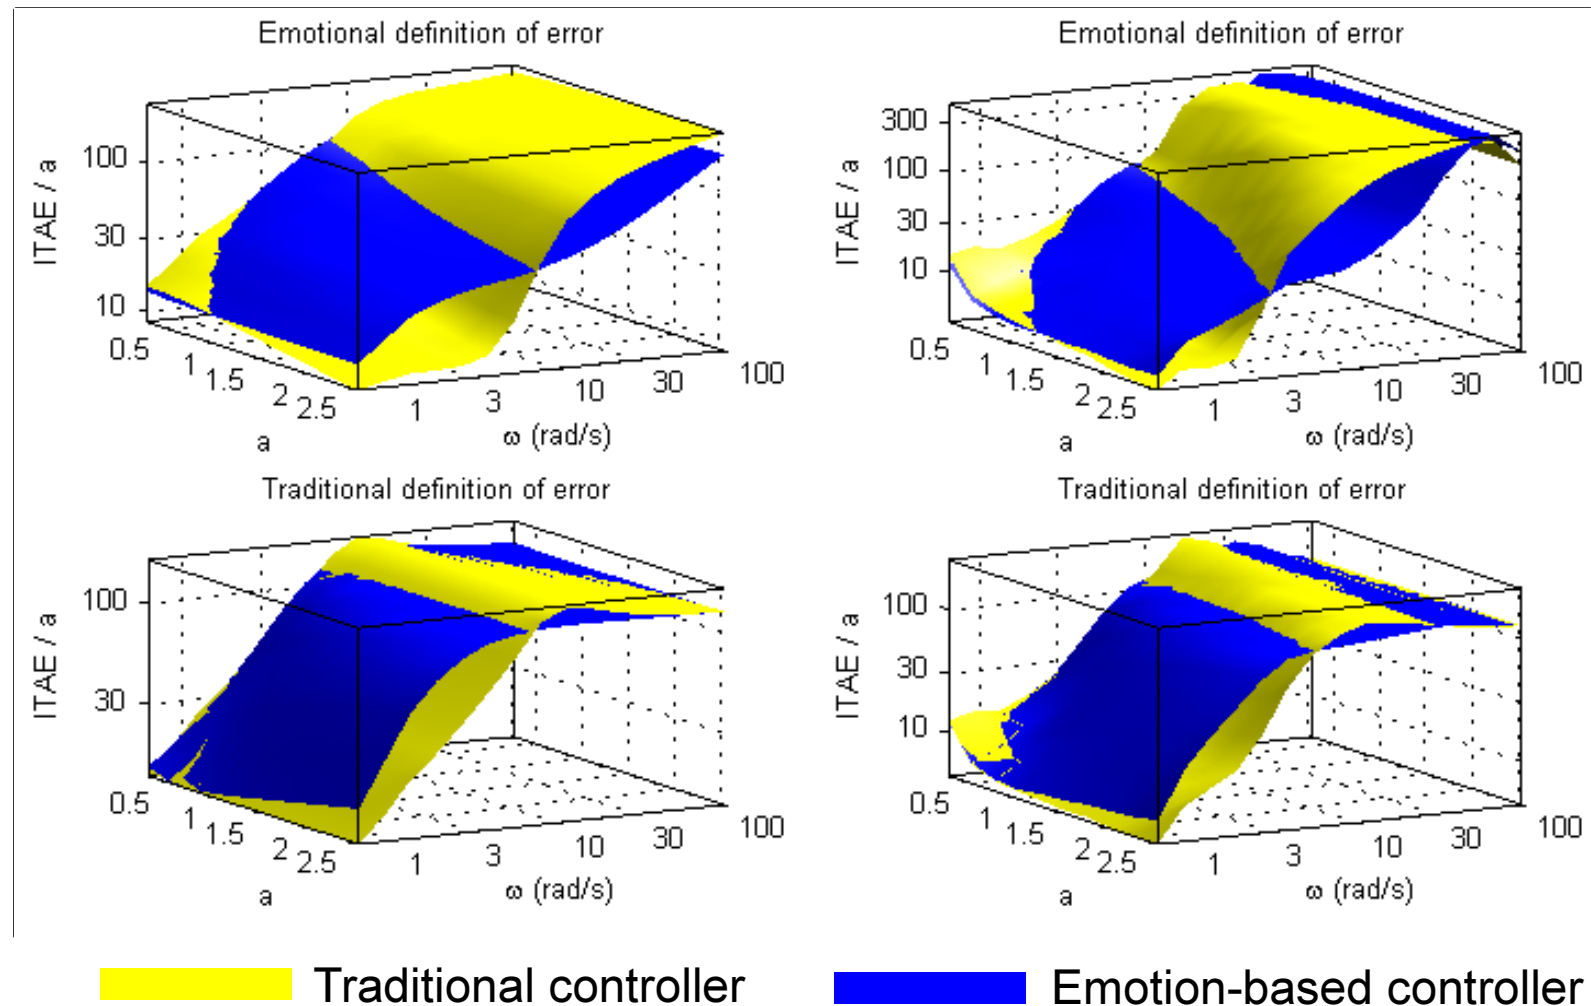 Emotional definition of error
ITAE / a
100
30
10
0.5
1
1.5
2
2.5
a
1
3
10
30
100
ω (rad/s)
Emotional definition of error
ITAE / a
300
100
30
10
0.5
1
1.5
2
2.5
a
1
3
10
30
100
ω (rad/s)
Traditional definition of error
ITAE / a
100
30
0.5
1
1.5
2
2.5
a
1
3
10
30
100
ω (rad/s)
Traditional definition of error
ITAE / a
100
30
10
0.5
1
1.5
2
2.5
a
1
3
10
30
100
ω (rad/s)
Traditional controller
Emotion-based controller